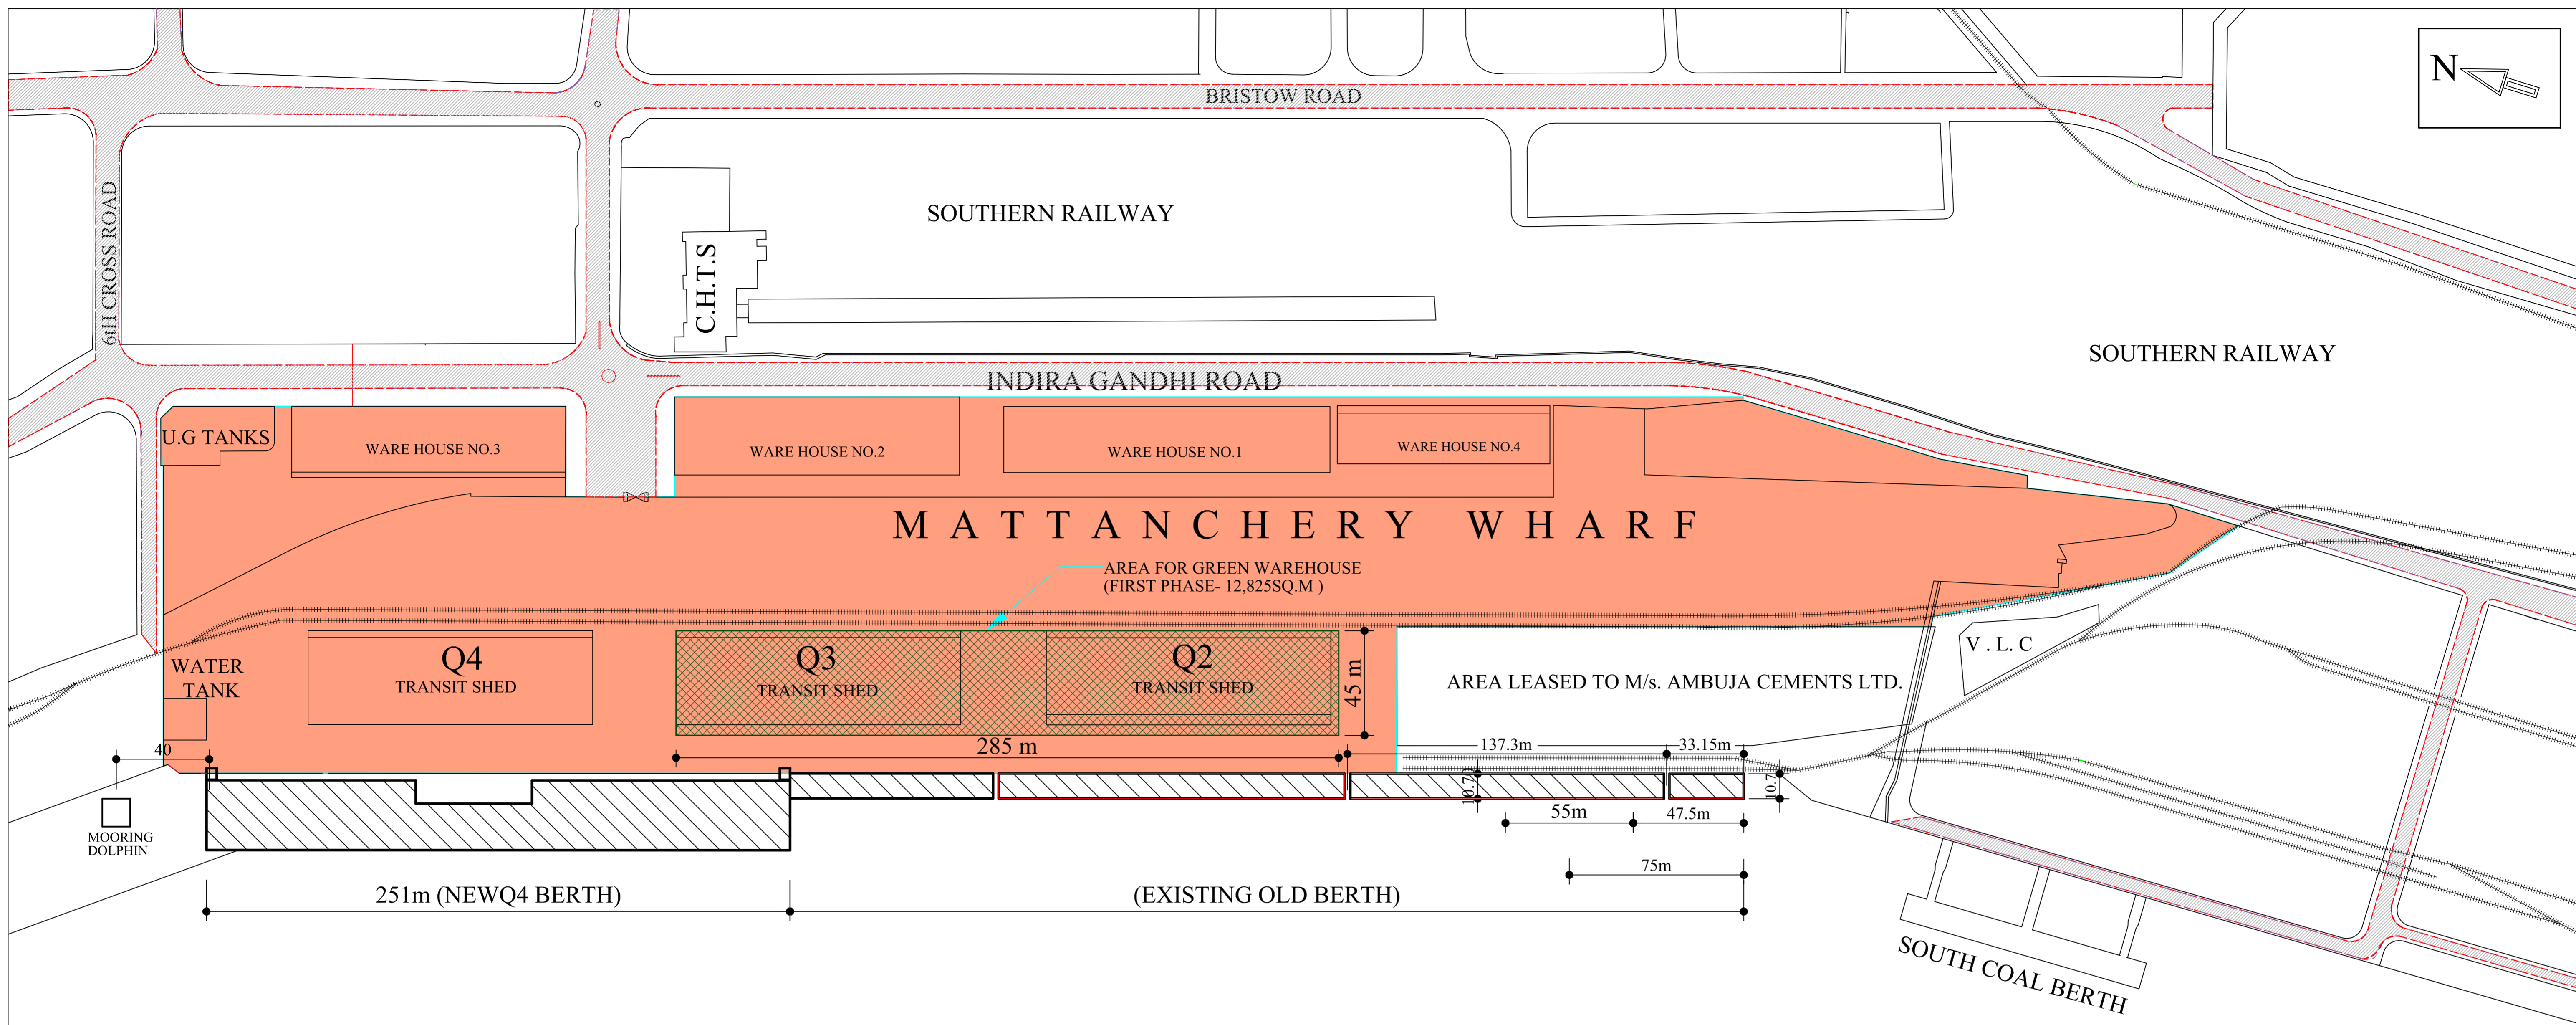 BRISTOW ROAD
N
6tH CROSS ROAD
SOUTHERN RAILWAY
C.H.T.S
SOUTHERN RAILWAY
INDIRA GANDHI ROAD
U.G TANKS
WARE HOUSE NO.3
WARE HOUSE NO.2
WARE HOUSE NO.1
WARE HOUSE NO.4
MATTANCHERY WHARF
AREA FOR GREEN WAREHOUSE
(FIRST PHASE- 12,825SQ.M )
WATER
TANK
Q4
TRANSIT SHED
Q3
TRANSIT SHED
Q2
TRANSIT SHED
45 m
AREA LEASED TO M/s. AMBUJA CEMENTS LTD.
V . L. C
40
285 m
137.3m
33.15m
10.7
55m
47.5m
MOORING
DOLPHIN
75m
251m (NEWQ4 BERTH)
(EXISTING OLD BERTH)
SOUTH COAL BERTH